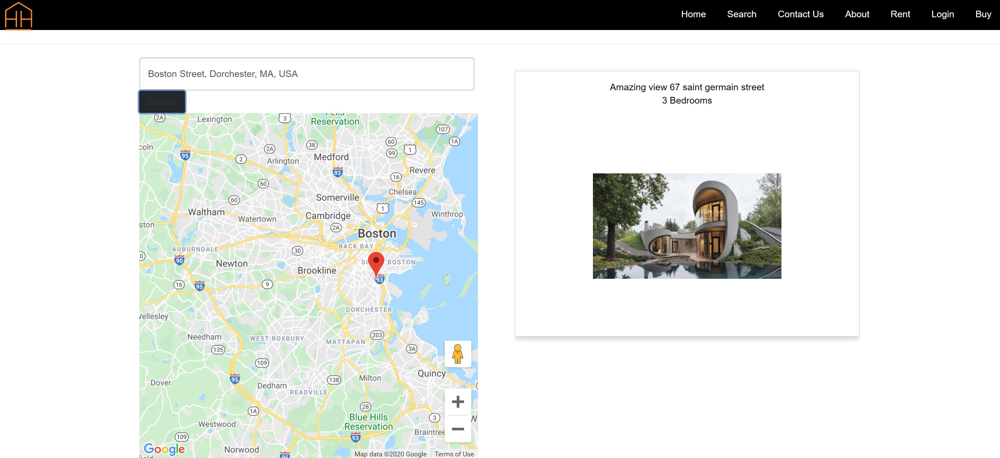 HH
Home Search Contact Us About Rent Login Buy
Boston Street, Dorchester, MA, USA
Search
Amazing view 67 saint germain street
3 Bedrooms
2A
Lexington
3
Fells
Reservation
107
60
1A
38
coln
2A
1
95
99
2
Arlington
Medford
93
Revere
16
60
Chelsea
Somerville
60
145
1
Waltham
Cambridge
Winthrop
Watertown
ston
2A
Boston
BACK BAY
AUBURNDALE
30
0
90
BOSTON
Newton
Brookline
93
16
95
9
DORCHESTER
Wellesley
203
Needham
WEST ROXBURY
MATTAPAN
135
3A
109
Quincy
95
138
Milton
Dover
Dedham
READVILLE
28
1A
Blue Hills
Reservation
3
Westwood
Braintree
109
93
Google
Norwood
95
Map data ©2020 Google
Terms of Use